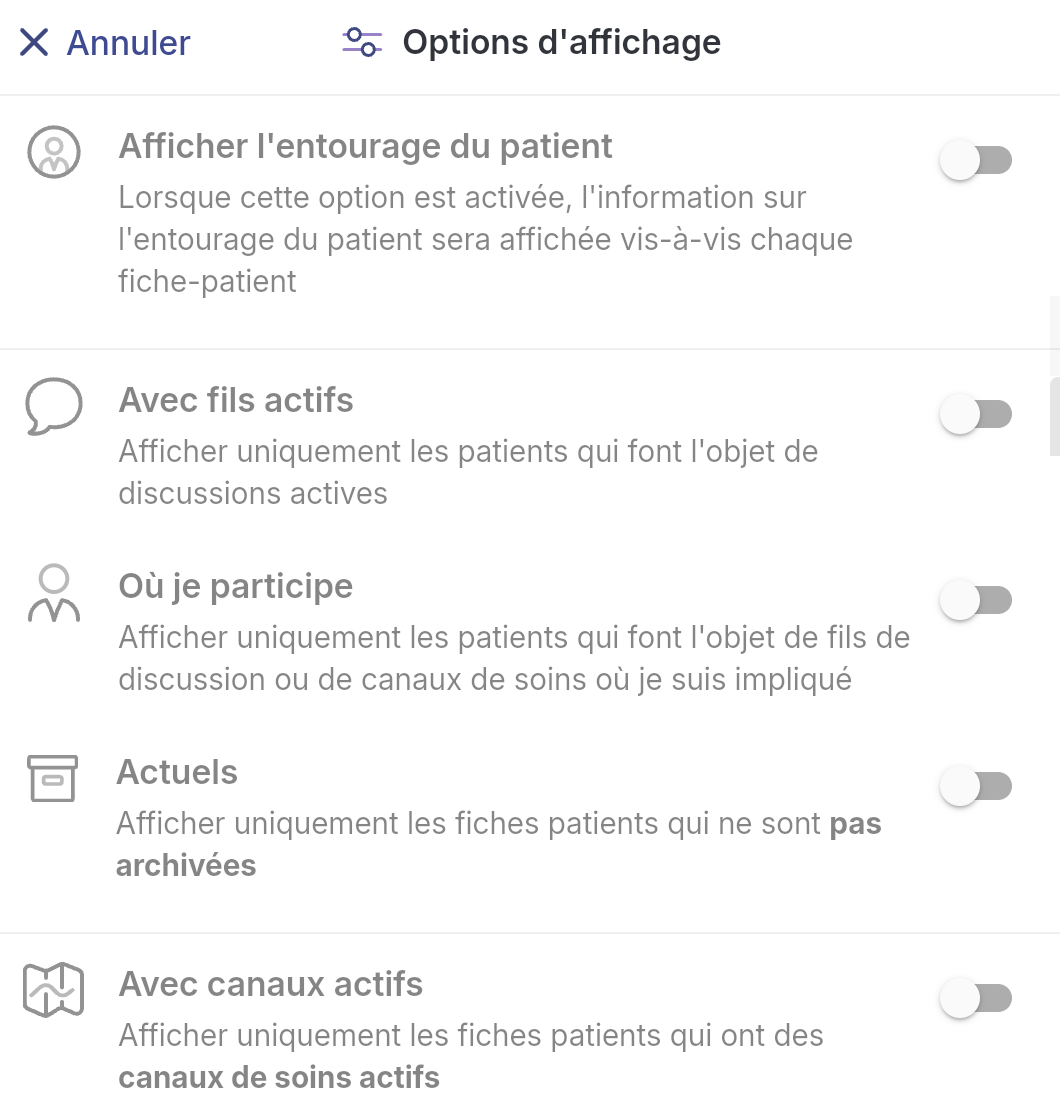 Annuler
Options d'affichage
Afficher l'entourage du patient
Lorsque cette option est activée, l'information sur
l'entourage du patient sera affichée vis-à-vis chaque
fiche-patient
Avec fils actifs
Afficher uniquement les patients qui font l'objet de
discussions actives
Où je participe
Afficher uniquement les patients qui font l'objet de fils de
discussion ou de canaux de soins où je suis impliqué
Actuels
Afficher uniquement les fiches patients qui ne sont pas
archivées
Avec canaux actifs
Afficher uniquement les fiches patients qui ont des
canaux de soins actifs